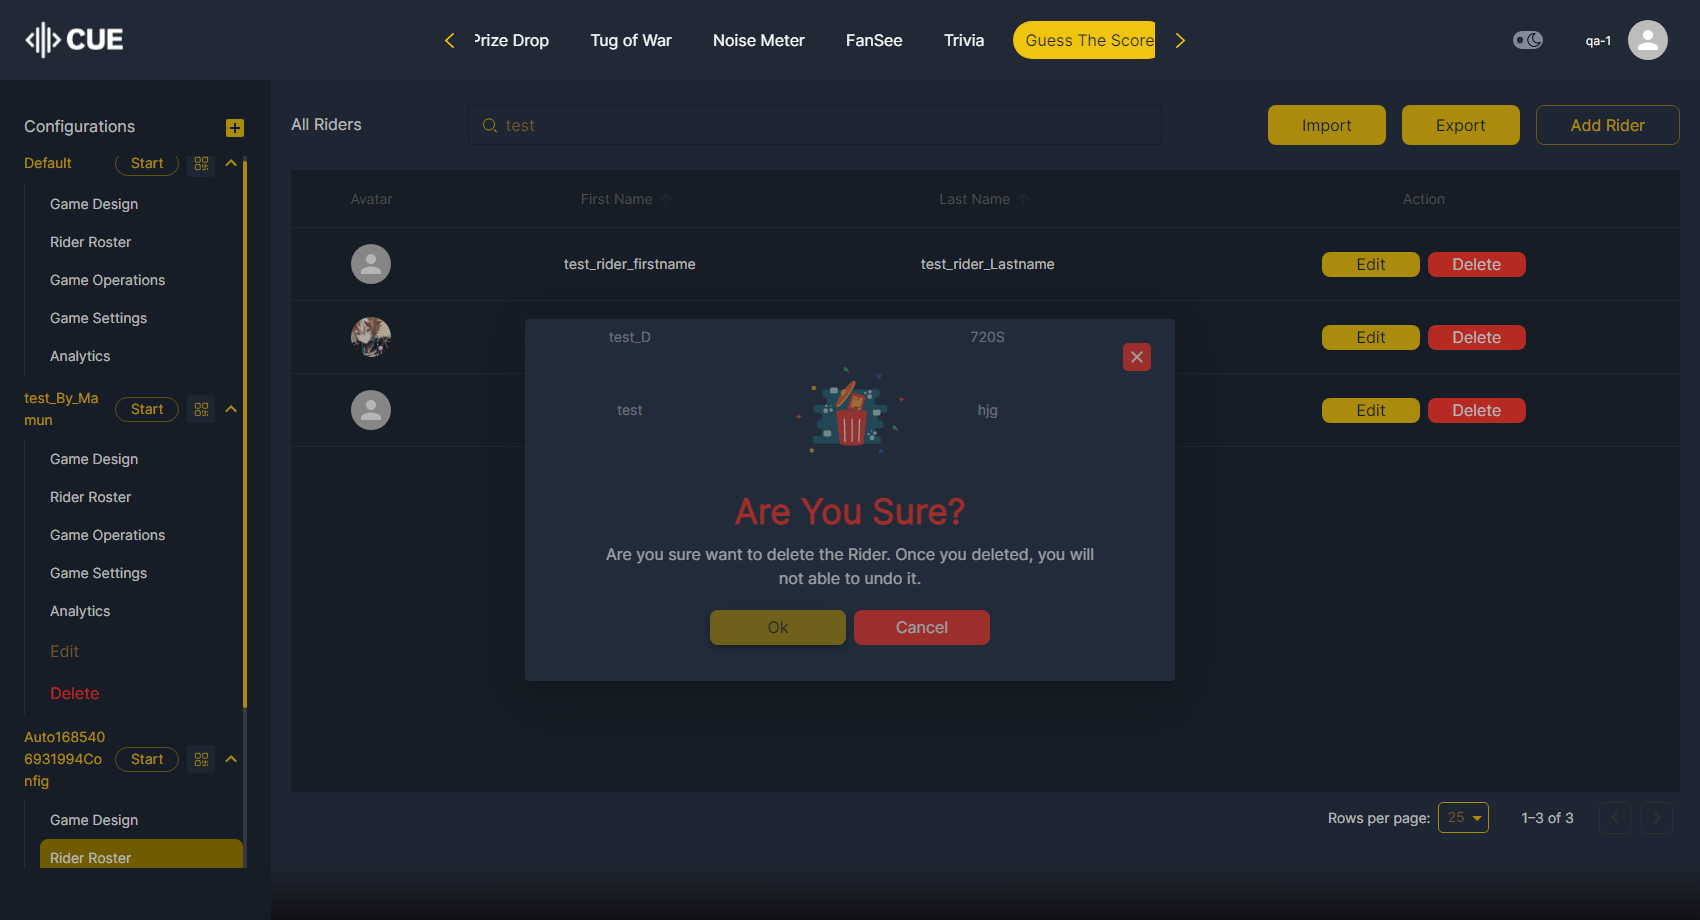 CUE
Prize Drop
Tug of War
Noise Meter
FanSee
Trivia
Guess The Score
qa-1
Configurations
Default
Start
Game Design
Rider Roster
Game Operations
Game Settings
Analytics
test_By_Ma
mun
Start
Game Design
Rider Roster
Game Operations
Game Settings
Analytics
Edit
Delete
Auto168540
6931994Co
nfig
Start
Game Design
Rider Roster
All Riders
test
Import
Export
Add Rider
Avatar
First Name
Last Name
Action
test_rider_firstname
test_rider_Lastname
Edit
Delete
test_D
720S
Edit
Delete
test
hjg
Edit
Delete
Are You Sure?
Are you sure want to delete the Rider. Once you deleted, you will
not able to undo it.
Ok
Cancel
Rows per page:
25
1–3 of 3